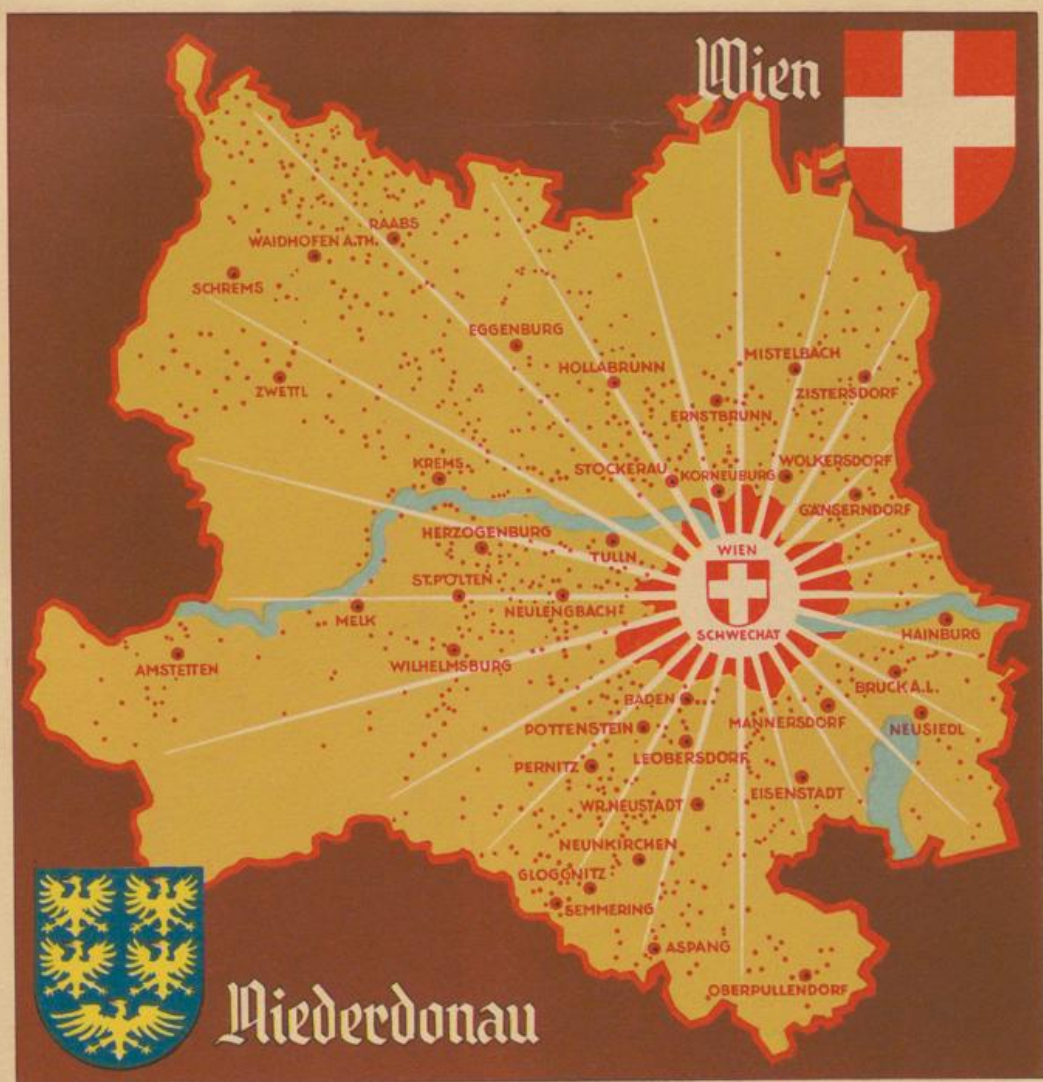 Wien
RAABS
WAIDHOFEN A.TH.
SCHREMS
EGGENBURG
HOLLABRUNN
MISTELBACH
ZWETTL
ZISTERSDORF
ERNSTBRUNN
KREMS
STOCKERAU
KORNEUBURG
WOLKERSDORF
GÄNSERNDORF
HERZOGENBURG
TULLN
WIEN
ST.PÖLTEN
MELK
NEULENGBACH
SCHWECHAT
HAINBURG
AMSTETTEN
WILHELMSBURG
BRUCK A.L.
BADEN
MANNERSDORF
NEUSIEDL
POTTENSTEIN
LEOBERSDORF
PERNITZ
EISENSTADT
WR.NEUSTADT
NEUNKIRCHEN
GLOGGNITZ
SEMMERING
ASPANG
OBERPULLENDORF
Niederdonau